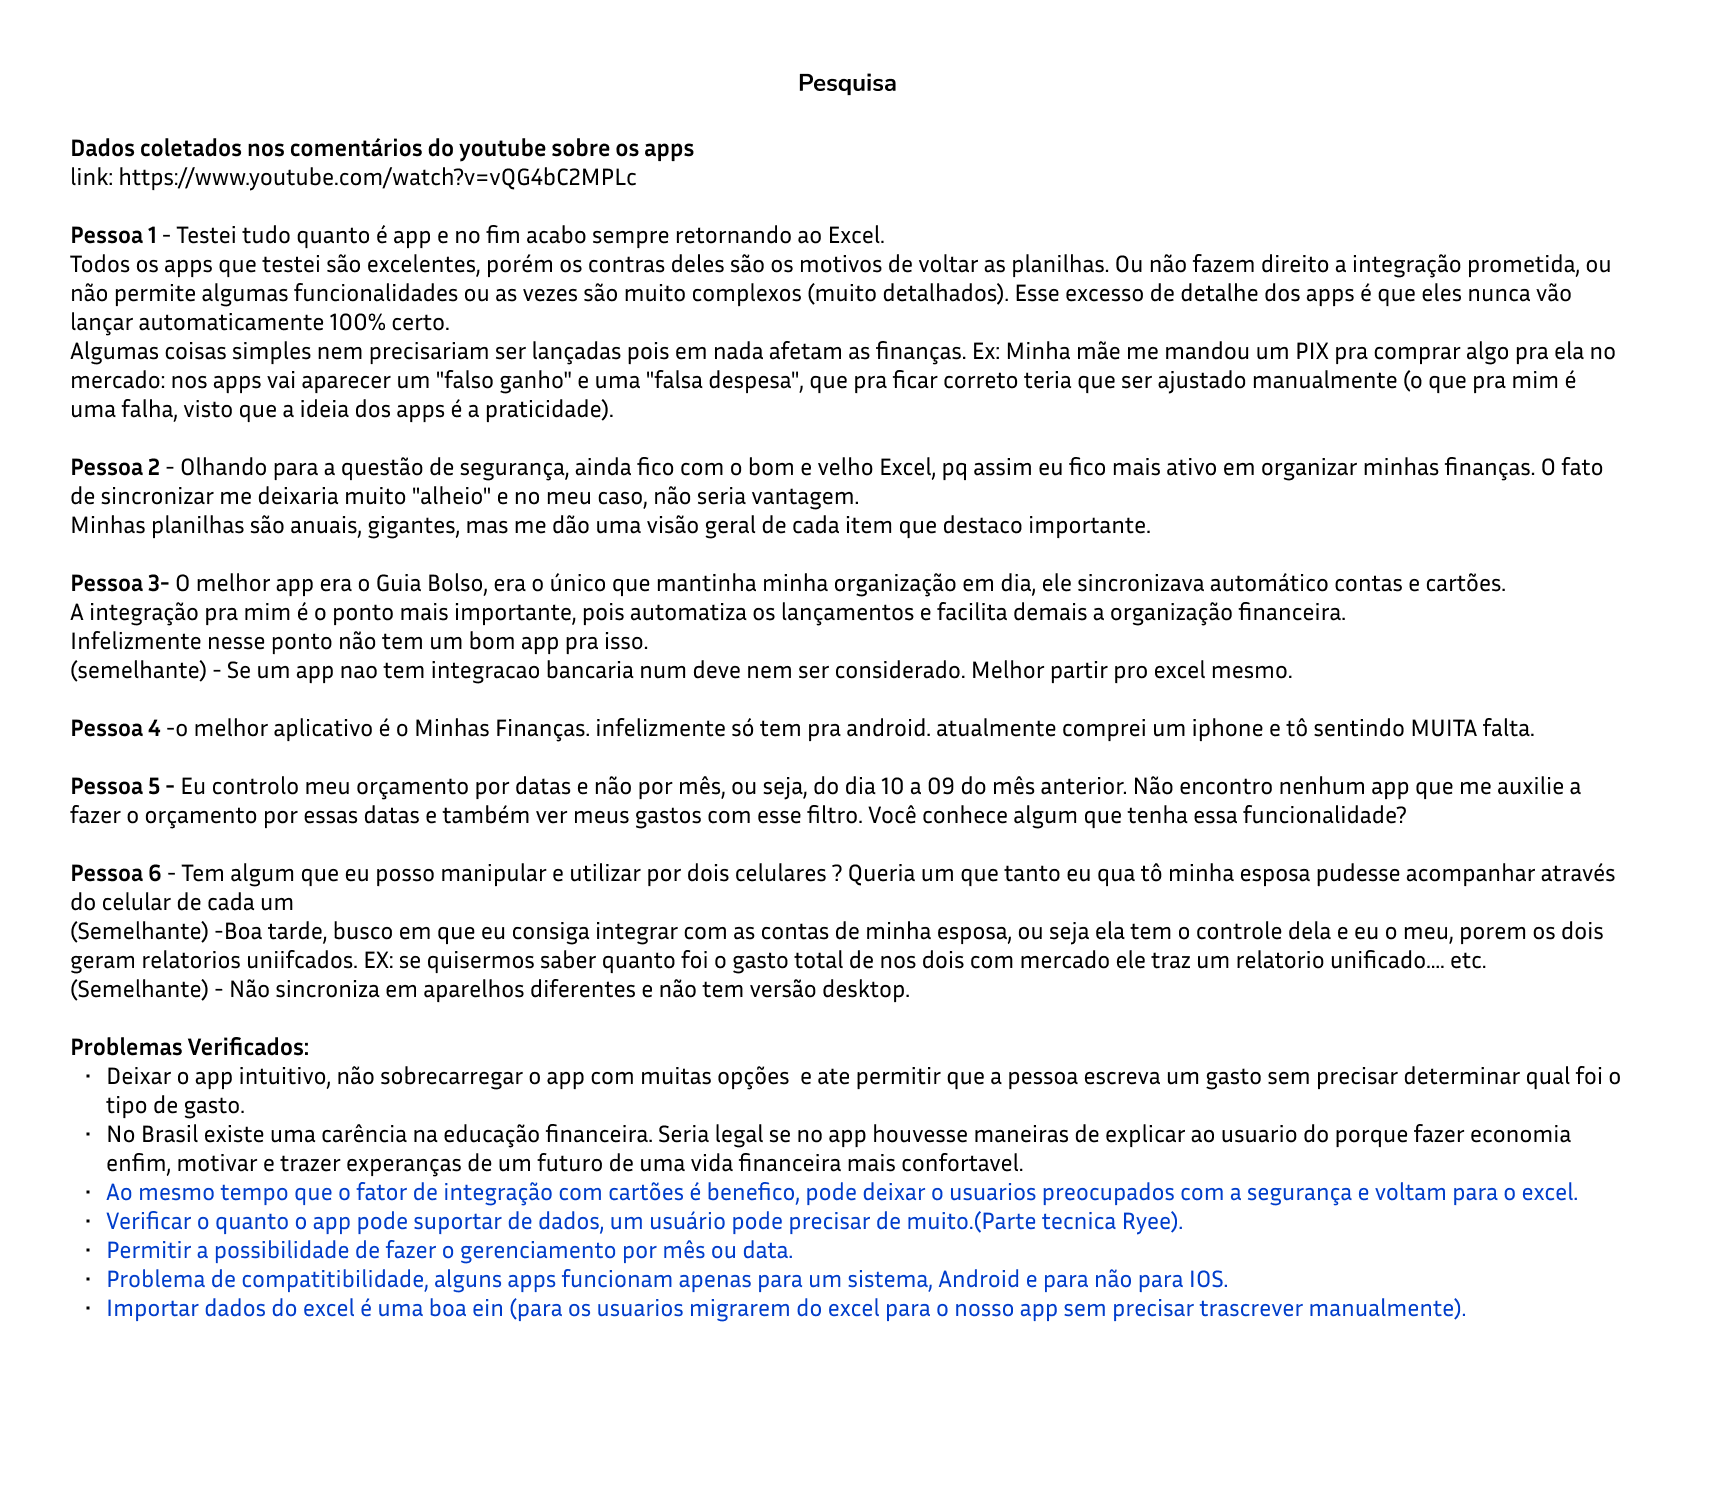 Pesquisa
Dados coletados nos comentários do youtube sobre os apps
link: https://www.youtube.com/watch?v=vQG4bC2MPLc
Pessoa 1 - Testei tudo quanto é app e no fim acabo sempre retornando ao Excel.
Todos os apps que testei são excelentes, porém os contras deles são os motivos de voltar as planilhas. Ou não fazem direito a integração prometida, ou
não permite algumas funcionalidades ou as vezes são muito complexos (muito detalhados). Esse excesso de detalhe dos apps é que eles nunca vão
lançar automaticamente 100% certo.
Algumas coisas simples nem precisariam ser lançadas pois em nada afetam as finanças. Ex: Minha mãe me mandou um PIX pra comprar algo pra ela no
mercado: nos apps vai aparecer um "falso ganho" e uma "falsa despesa", que pra ficar correto teria que ser ajustado manualmente (o que pra mim é
uma falha, visto que a ideia dos apps é a praticidade).
Pessoa 2 - Olhando para a questão de segurança, ainda fico com o bom e velho Excel, pq assim eu fico mais ativo em organizar minhas finanças. O fato
de sincronizar me deixaria muito "alheio" e no meu caso, não seria vantagem.
Minhas planilhas são anuais, gigantes, mas me dão uma visão geral de cada item que destaco importante.
Pessoa 3- O melhor app era o Guia Bolso, era o único que mantinha minha organização em dia, ele sincronizava automático contas e cartões.
A integração pra mim é o ponto mais importante, pois automatiza os lançamentos e facilita demais a organização financeira.
Infelizmente nesse ponto não tem um bom app pra isso.
(semelhante) - Se um app nao tem integracao bancaria num deve nem ser considerado. Melhor partir pro excel mesmo.
Pessoa 4 -o melhor aplicativo é o Minhas Finanças. infelizmente só tem pra android. atualmente comprei um iphone e tô sentindo MUITA falta.
Pessoa 5 - Eu controlo meu orçamento por datas e não por mês, ou seja, do dia 10 a 09 do mês anterior. Não encontro nenhum app que me auxilie a
fazer o orçamento por essas datas e também ver meus gastos com esse filtro. Você conhece algum que tenha essa funcionalidade?
Pessoa 6 - Tem algum que eu posso manipular e utilizar por dois celulares ? Queria um que tanto eu qua tô minha esposa pudesse acompanhar através
do celular de cada um
(Semelhante) -Boa tarde, busco em que eu consiga integrar com as contas de minha esposa, ou seja ela tem o controle dela e eu o meu, porem os dois
geram relatorios uniifcados. EX: se quisermos saber quanto foi o gasto total de nos dois com mercado ele traz um relatorio unificado.... etc.
(Semelhante) - Não sincroniza em aparelhos diferentes e não tem versão desktop.
Problemas Verificados:
· Deixar o app intuitivo, não sobrecarregar o app com muitas opções  e ate permitir que a pessoa escreva um gasto sem precisar determinar qual foi o
tipo de gasto.
· No Brasil existe uma carência na educação financeira. Seria legal se no app houvesse maneiras de explicar ao usuario do porque fazer economia
enfim, motivar e trazer experanças de um futuro de uma vida financeira mais confortavel.
· Ao mesmo tempo que o fator de integração com cartões é benefico, pode deixar o usuarios preocupados com a segurança e voltam para o excel.
· Verificar o quanto o app pode suportar de dados, um usuário pode precisar de muito.(Parte tecnica Ryee).
· Permitir a possibilidade de fazer o gerenciamento por mês ou data.
· Problema de compatitibilidade, alguns apps funcionam apenas para um sistema, Android e para não para IOS.
· Importar dados do excel é uma boa ein (para os usuarios migrarem do excel para o nosso app sem precisar trascrever manualmente).